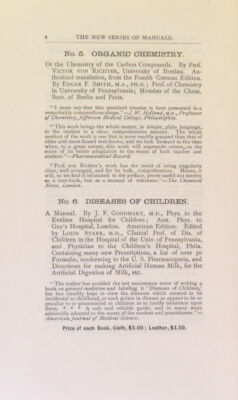 4 THE NEW SERIES OF MANUALS.
No. 5. ORGANIC CHEMISTRY.
Or the Chemistry of the Carbon Compounds. By Prof.
VICTOR VON RICHTER, University of Breslau. Au-
thorized translation, from the Fourth German Edition.
By EDGAR F. SMITH, M.A., PH.D.; Prof. of Chemistry
in University of Pennsylvania; Member of the Chem.
Socs. of Berlin and Paris.
"I must say that this standard treatise is here presented in a
remarkably compendious shape."—J. W. Holland, M.D., Professor
of Chemistry, Jefferson Medical College, Philadelphia.
"This work brings the whole matter, in simple, plain language,
to the student in a clear, comprehensive manner. The whole
method of the work is one that is more readily grasped than that of
older and more famed text-books, and we look forward to the time
when, to a great extent, this work will supersede others, on the
score of its better adaptation to the wants of both teacher and
student."—Pharmaceutical Record.
"Prof. von Richter's work has the merit of being singularly
clear, well arranged, and for its bulk, comprehensive. Hence, it
will, as we find it intimated in the preface, prove useful not merely
as a text-book, but as a manual of reference."—The Chemical
News, London.
No. 6. DISEASES OF CHILDREN.
A Manual. By J. F. GOODHART, M.D., Phys. to the
Evelina Hospital for Children; Asst. Phys. to
Guy's Hospital, London. American Edition. Edited
by LOUIS STARR, M.D., Clinical Prof. of Dis. of
Children in the Hospital of the Univ. of Pennsylvania,
and Physician to the Children's Hospital, Phila.
Containing many new Prescriptions, a list of over 50
Formulæ, conforming to the U. S. Pharmacopœia, and
Directions for making Artificial Human Milk, for the
Artificial Digestion of Milk, etc.
"The author has avoided the not uncommon error of writing a
book on general medicine and labeling it 'Diseases of Children,'
but has steadily kept in view the diseases which seemed to be
incidental to childhood, or such points in disease as appear to be so
peculiar to or pronounced in children as to justify insistence upon
them. * * * A safe and reliable guide, and in many ways
admirably adapted to the wants of the student and practitioner."—
American Journal of Medical Science.
Price of each Book, Cloth, $3.00; Leather, $3.50.